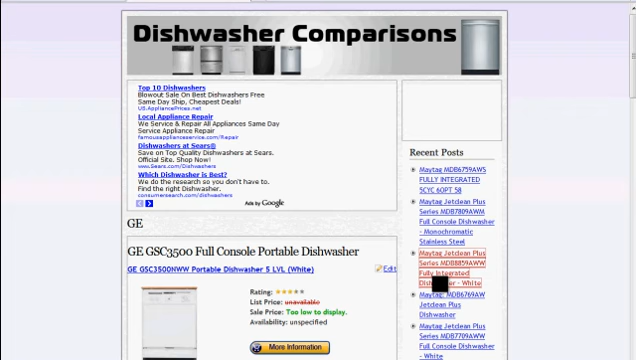 Dishwasher Comparisons
Top 10 Dishwashers
Blowout Sale On Best Dishwashers Free
Same Day Ship, Cheapest Deals!
US.AppliancePrices.net
Local Appliance Repair
We Service & Repair All Appliances Same Day
Service Appliance Repair
famousapplianceservice.com/Repair
Dishwashers at Sears®
Save on Top Quality Dishwashers at Sears.
Official Site. Shop Now!
www.Sears.com/Dishwashers
Which Dishwasher is Best?
We do the research so you don't have to.
Find the right Dishwasher.
consumersearch.com/dishwashers
Ads by Google
GE
GE GSC3500 Full Console Portable Dishwasher
GE GSC3500NWW Portable Dishwasher 5 LVL (White)
Edit
Rating:
List Price: unavailable
Sale Price: Too low to display.
Availability: unspecified
More Information
Recent Posts
Maytag MDB6759AWS
FULLY INTEGRATED
5CYC 60PT 58
Maytag Jetclean Plus
Series MDB7809AWM
Full Console Dishwasher
- Monochromatic
Stainless Steel
Maytag Jetclean Plus
Series MDB8859AWW
Fully Integrated
- White
Maytag: MDB6769AW
Jetclean Plus
Dishwasher
Maytag Jetclean Plus
Series MDB7709AWW
Full Console Dishwasher
- White